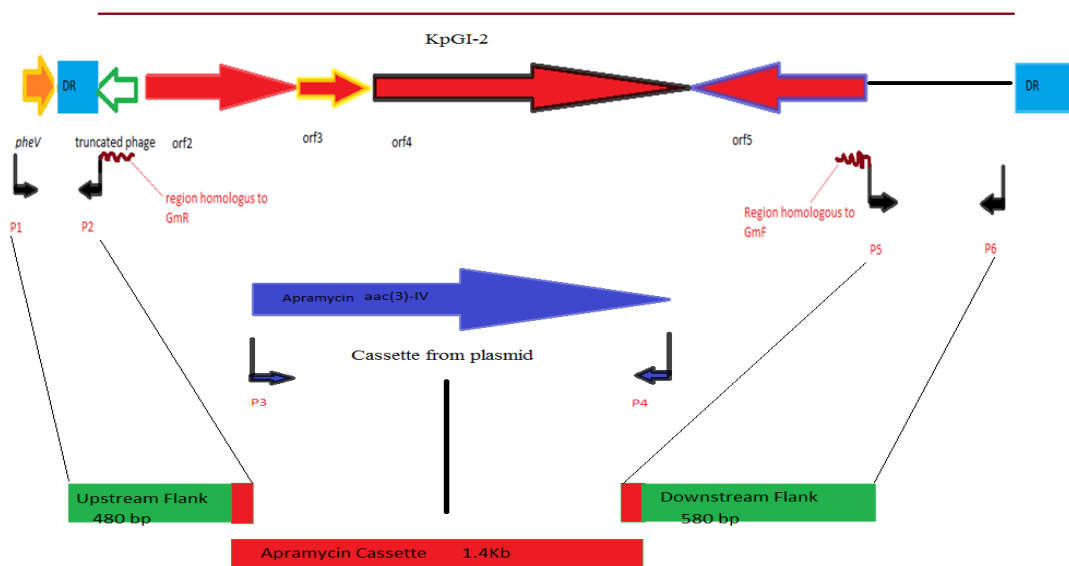 KpGI-2
DR
DR
pheV
truncated phage
orf2
orf3
orf4
orf5
region homologous to
GmR
Region homologous to
GmF
P1
P2
P5
P6
Apramycin aac(3)-IV
Cassette from plasmid
P3
P4
Upstream Flank
480 bp
Downstream Flank
580 bp
Apramycin Cassette 1.4Kb